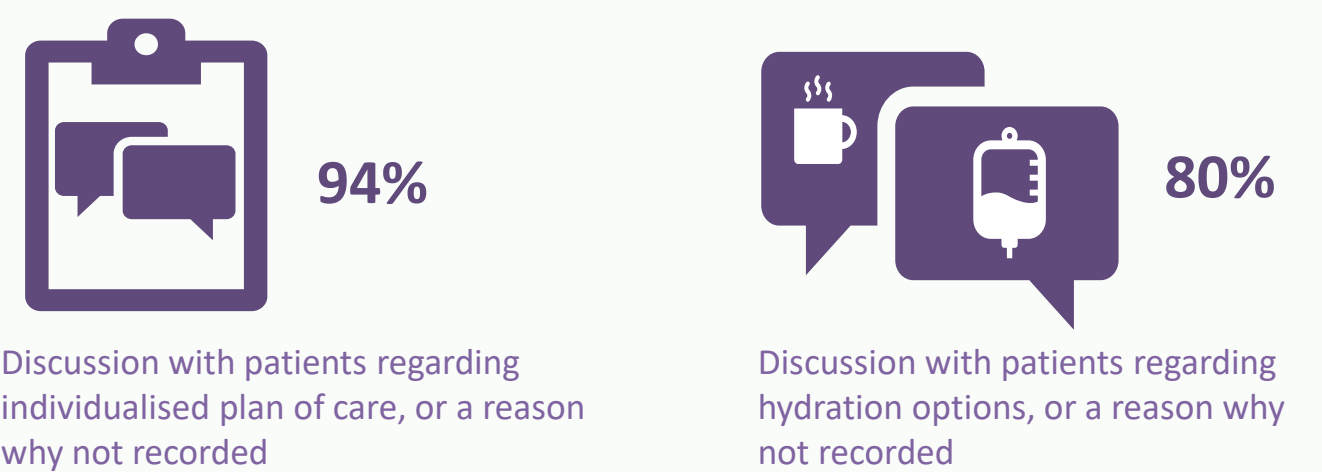 94%
Discussion with patients regarding
individualised plan of care, or a reason
why not recorded
80%
Discussion with patients regarding
hydration options, or a reason why
not recorded